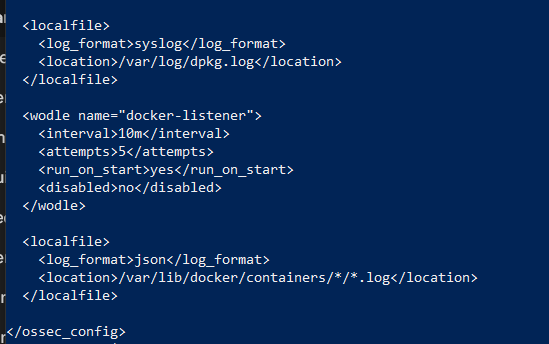 <localfile>
<log_format>syslog</log_format>
<location>/var/log/dpkg.log</location>
</localfile>
<wodle name="docker-listener">
<interval>10m</interval>
<attempts>5</attempts>
<run_on_start>yes</run_on_start>
<disabled>no</disabled>
</wodle>
<localfile>
<log_format>json</log_format>
<location>/var/lib/docker/containers/*/*.log</location>
</localfile>
</ossec_config>